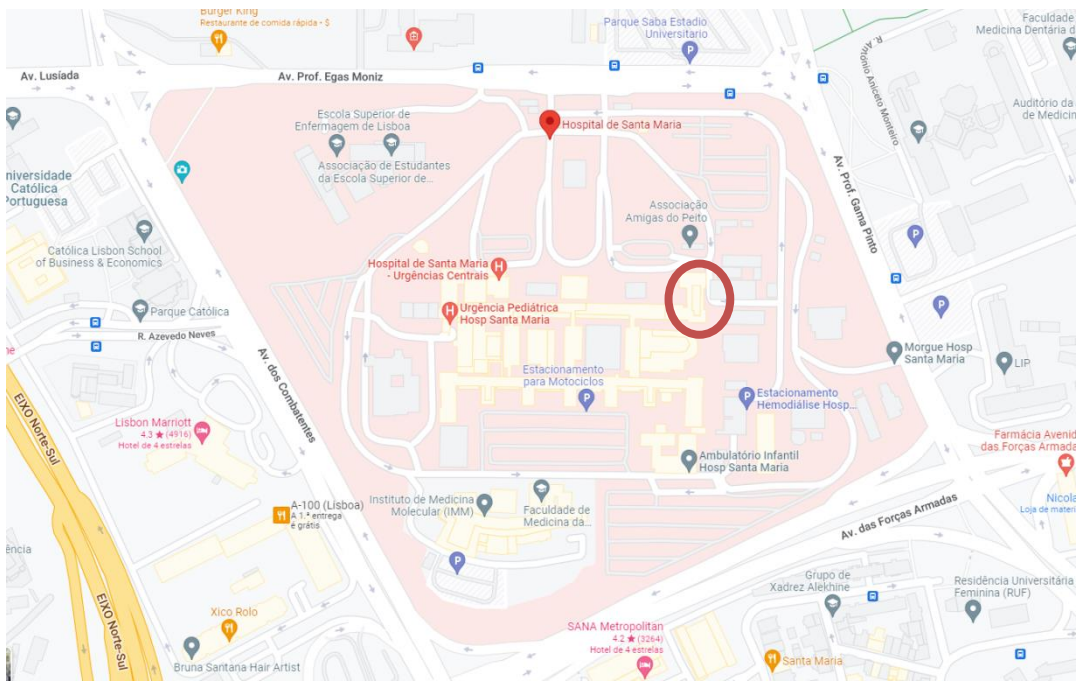 Burger King
Restaurante de comida rápida - $
Parque Saba Estadio
Universitario
P
Faculdade
Medicina Dentária d
Av. Lusíada
Av. Prof. Egas Moniz
R. António Aniceto Monteiro
Auditório da
de Medicin
Escola Superior de
Enfermagem de Lisboa
Hospital de Santa Maria
Associação de Estudantes
da Escola Superior de...
niversidade
Católica
Portuguesa
Av. Prof. Gama Pinto
Associação
Amigas do Peito
P
Católica Lisbon School
of Business & Economics
Hospital de Santa Maria
- Urgências Centrais
H
H
Urgência Pediátrica
Hosp Santa Maria
P
Parque Católica
R. Azevedo Neves
Morgue Hosp
Santa Maria
LIP
Av. dos Combatentes
Estacionamento
para Motociclos
P
P
Estacionamento
Hemodiálise Hosp...
EIXO Norte-Sul
Lisbon Marriott
4.3 ★ (4916)
Hotel de 4 estrelas
Farmácia Avenid
das Forças Armada
Ambulatório Infantil
Hosp Santa Maria
A-100 (Lisboa)
A 1.ª entrega
é grátis
Instituto de Medicina
Molecular (IMM)
Faculdade de
Medicina da...
Nicola
Loja de materi
Av. das Forças Armadas
ência
P
EIXO Norte-Sul
Grupo de
Xadrez Alekhine
Residência Universitária
Feminina (RUF)
Xico Rolo
SANA Metropolitan
4.2 ★ (3264)
Hotel de 4 estrelas
Bruna Santana Hair Artist
Santa Maria